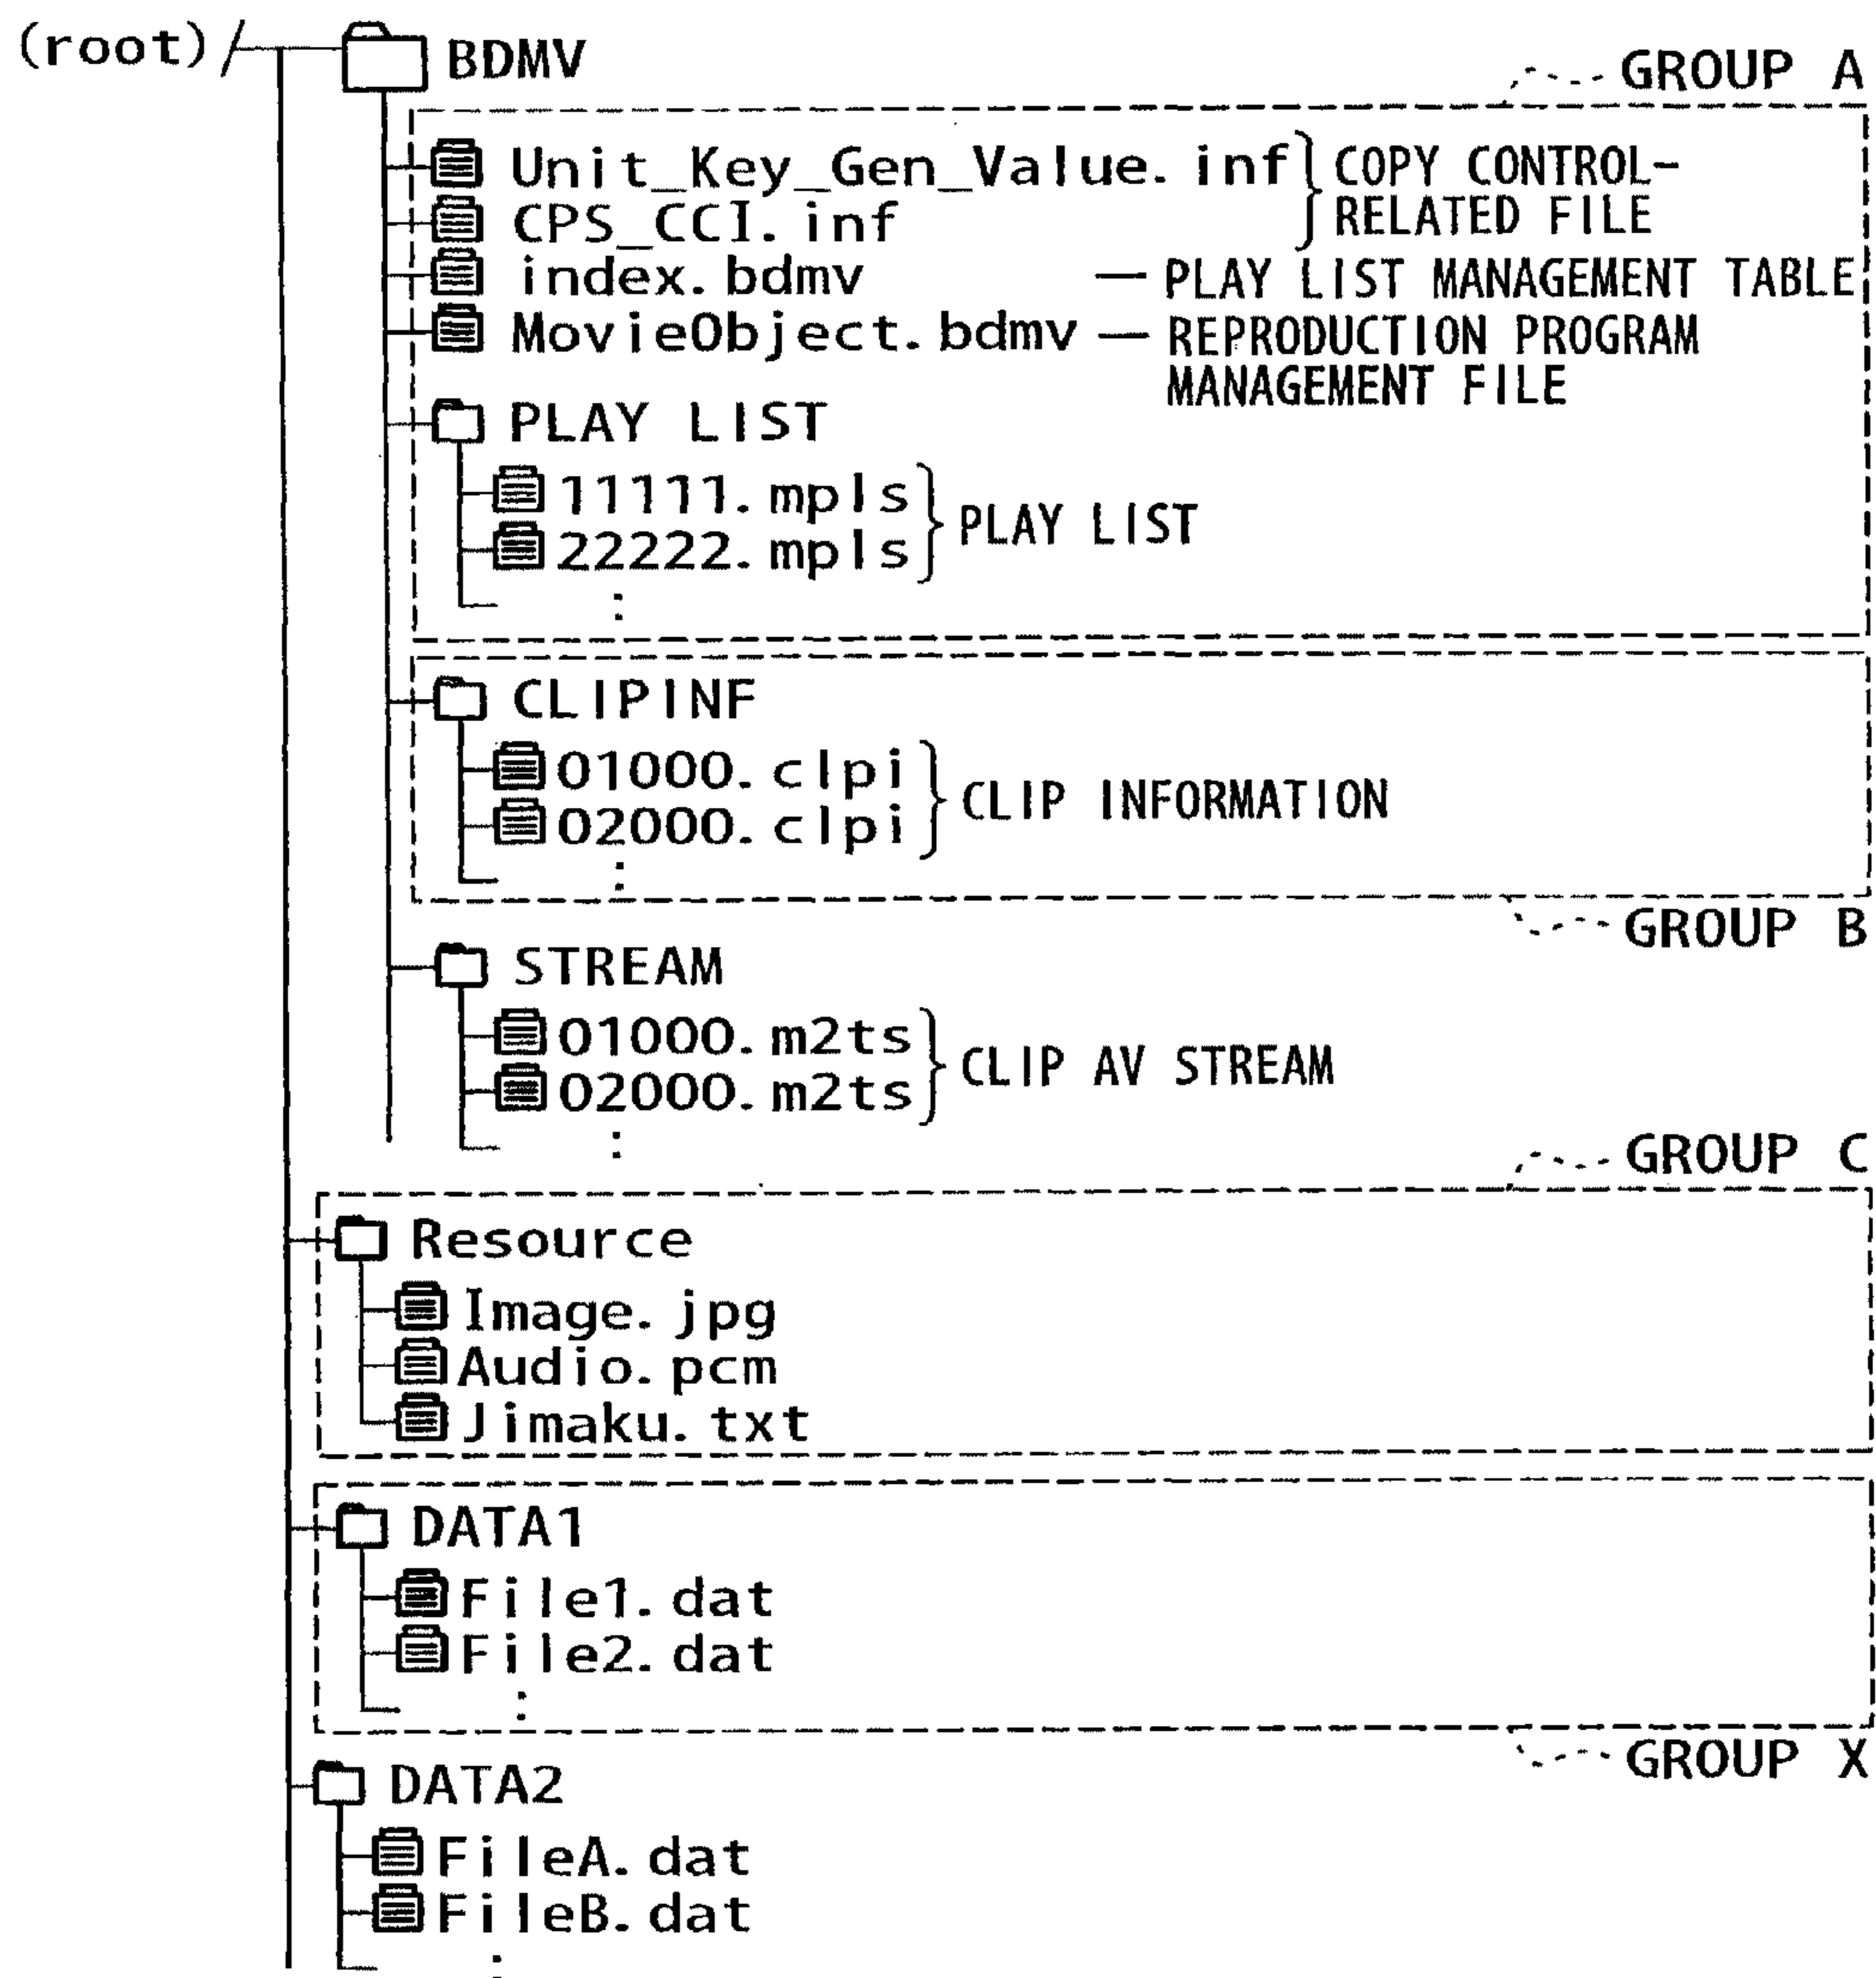 (root)/ BDMV
GROUP A
Unit_Key_Gen_Value.inf COPY CONTROL-
CPS_CCI.inf RELATED FILE
index.bdmv — PLAY LIST MANAGEMENT TABLE
MovieObject.bdmv — REPRODUCTION PROGRAM
MANAGEMENT FILE
PLAY LIST
11111.mpls
PLAY LIST
22222.mpls
:
CLIPINF
01000.clpi
CLIP INFORMATION
02000.clpi
:
GROUP B
STREAM
01000.m2ts
CLIP AV STREAM
02000.m2ts
:
GROUP C
Resource
Image.jpg
Audio.pcm
Jimaku.txt
DATA1
File1.dat
File2.dat
:
GROUP X
DATA2
FileA.dat
FileB.dat
: